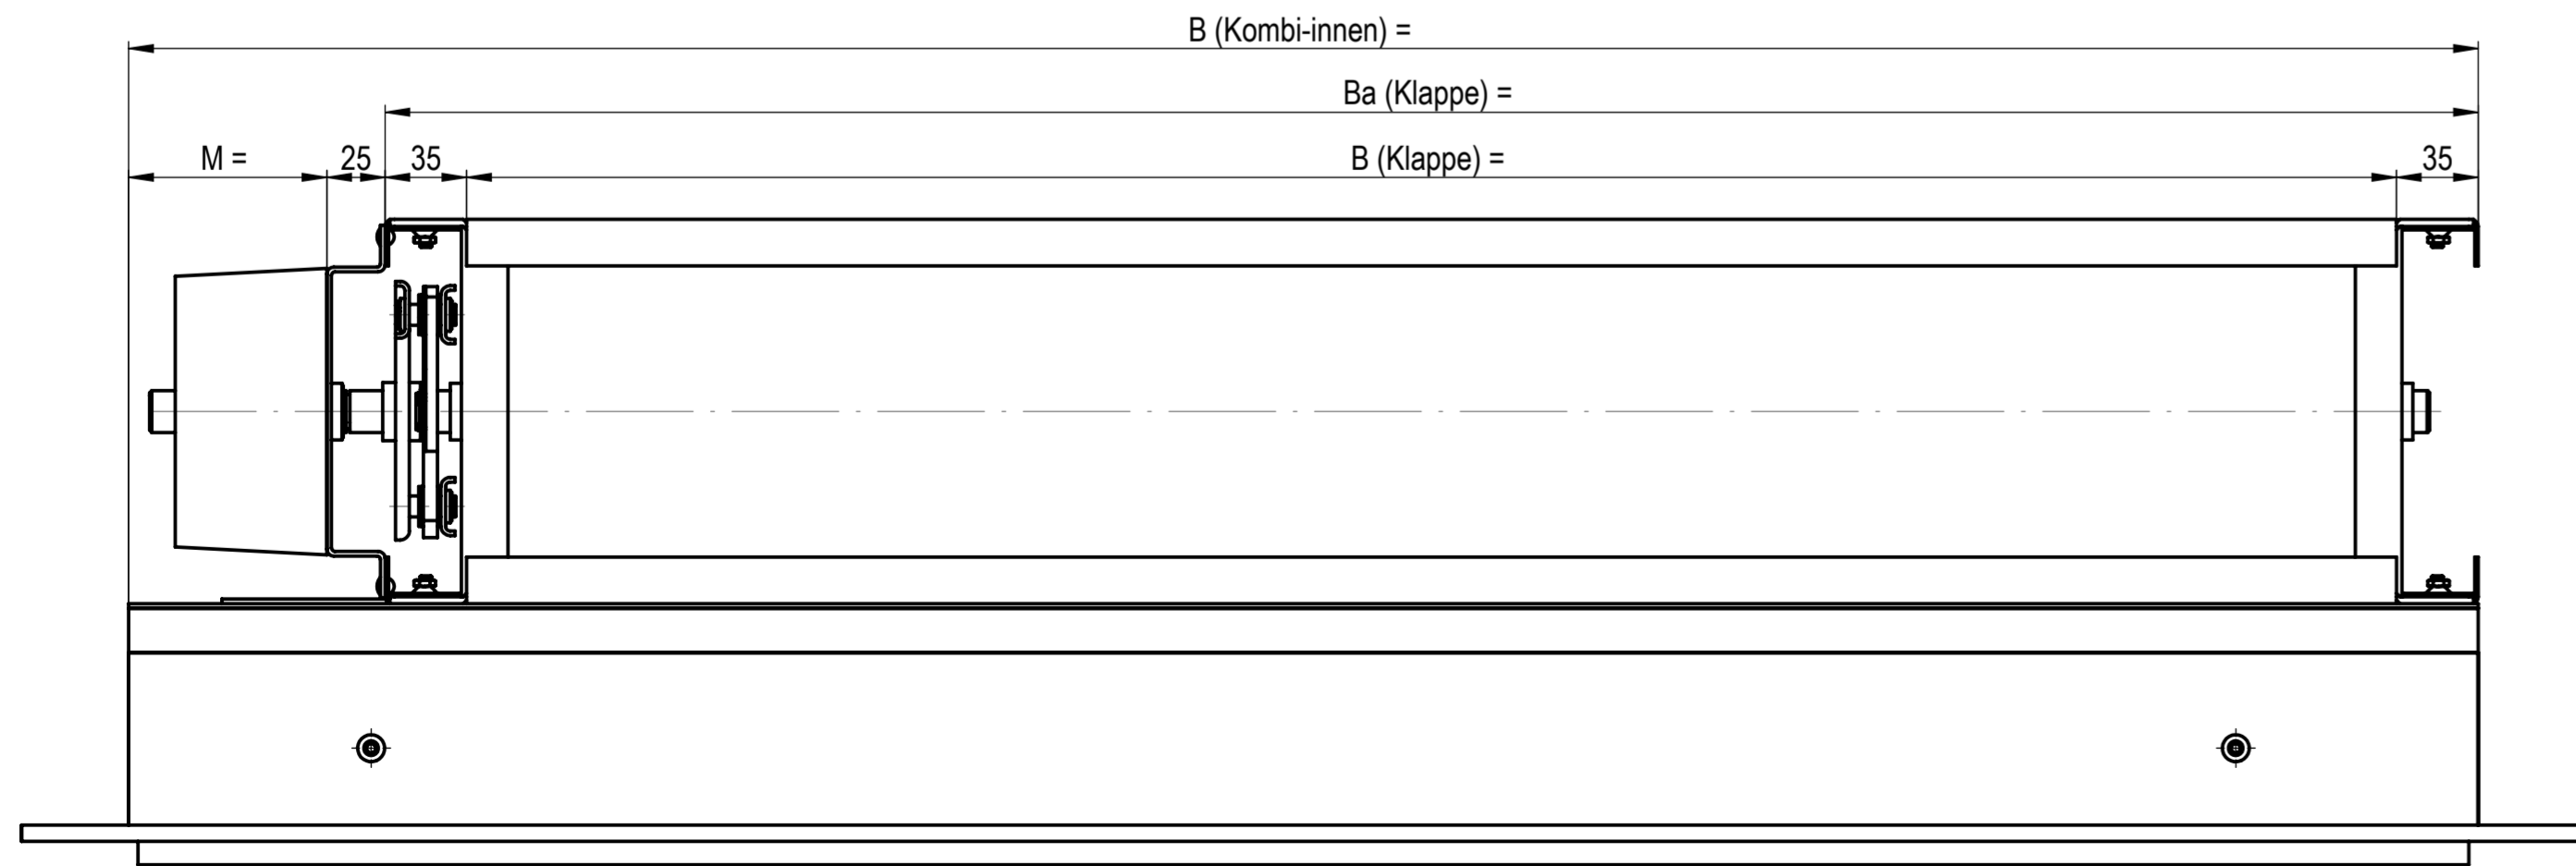 B (Kombi-innen) =
Ba (Klappe) =
M = 25 35 B (Klappe) = 35